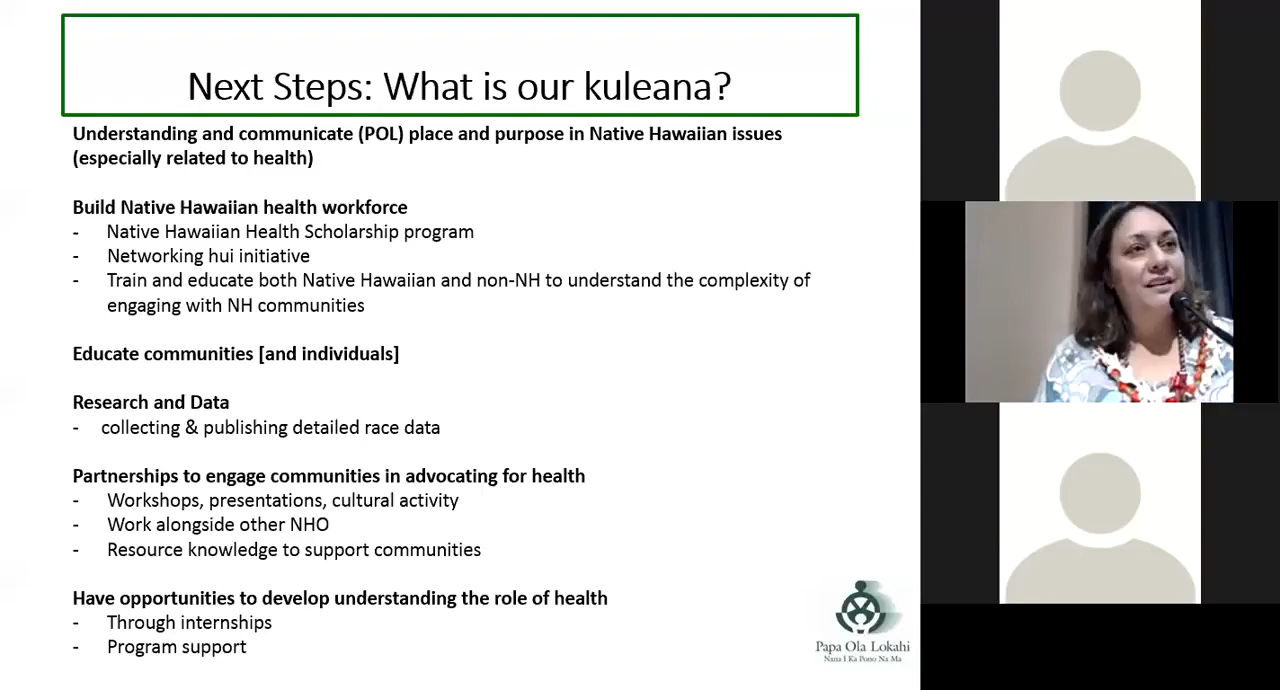 Next Steps: What is our kuleana?
Understanding and communicate (POL) place and purpose in Native Hawaiian issues
(especially related to health)
Build Native Hawaiian health workforce
- Native Hawaiian Health Scholarship program
- Networking hui initiative
- Train and educate both Native Hawaiian and non-NH to understand the complexity of
engaging with NH communities
Educate communities [and individuals]
Research and Data
- collecting & publishing detailed race data
Partnerships to engage communities in advocating for health
- Workshops, presentations, cultural activity
- Work alongside other NHO
- Resource knowledge to support communities
Have opportunities to develop understanding the role of health
- Through internships
- Program support
Papa Ola Lokahi
Nana I Ka Pono Na Ma